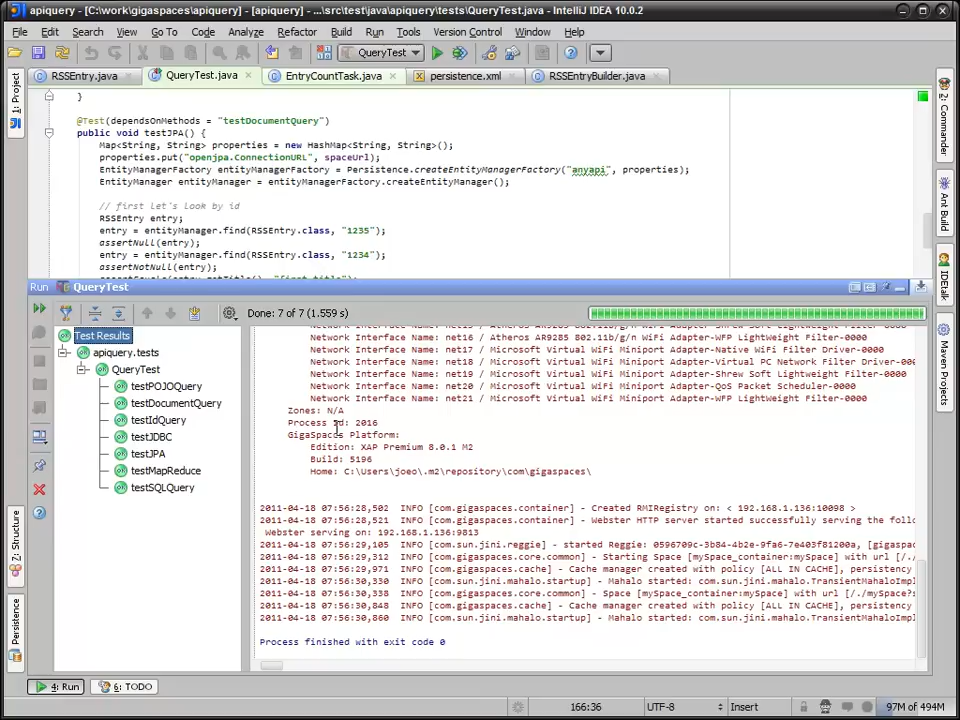 apiquery - [C:\work\gigaspaces\apiquery] - [apiquery] - ...\src\test\java\apiquery\tests\QueryTest.java - IntelliJ IDEA 10.0.2
File Edit Search View Go To Code Analyze Refactor Build Run Tools Version Control Window Help
QueryTest
RSSEntry.java QueryTest.java EntryCountTask.java persistence.xml RSSEntryBuilder.java
1: Project
}
@Test(dependsOnMethods = "testDocumentQuery")
public void testJPA() {
Map<String, String> properties = new HashMap<String, String>();
properties.put("openjpa.ConnectionURL", spaceUrl);
EntityManagerFactory entityManagerFactory = Persistence.createEntityManagerFactory("anyapi", properties);
EntityManager entityManager = entityManagerFactory.createEntityManager();
// first let's look by id
RSSEntry entry;
entry = entityManager.find(RSSEntry.class, "1235");
assertNull(entry);
entry = entityManager.find(RSSEntry.class, "1234");
assertNotNull(entry);
2: Commander
Ant Build
IDEtalk
Maven Projects
Run QueryTest
Done: 7 of 7 (1.559 s)
Test Results
apiquery.tests
QueryTest
testPOJOQuery
testDocumentQuery
testIdQuery
testJDBC
testJPA
testMapReduce
testSQLQuery
Network Interface Name: net16 / Atheros AR9285 802.11b/g/n WiFi Adapter-WFP Lightweight Filter-0000
Network Interface Name: net17 / Microsoft Virtual WiFi Miniport Adapter-Native WiFi Filter Driver-0000
Network Interface Name: net18 / Microsoft Virtual WiFi Miniport Adapter-Virtual PC Network Filter Driver-00
Network Interface Name: net19 / Microsoft Virtual WiFi Miniport Adapter-Shrew Soft Lightweight Filter-0000
Network Interface Name: net20 / Microsoft Virtual WiFi Miniport Adapter-QoS Packet Scheduler-0000
Network Interface Name: net21 / Microsoft Virtual WiFi Miniport Adapter-WFP Lightweight Filter-0000
Zones: N/A
Process Id: 2016
GigaSpaces Platform:
Edition: XAP Premium 8.0.1 M2
Build: 5196
Home: C:\Users\joeo\.m2\repository\com\gigaspaces\
2011-04-18 07:56:28,502 INFO [com.gigaspaces.container] - Created RMIRegistry on: < 192.168.1.136:10098 >
2011-04-18 07:56:28,521 INFO [com.gigaspaces.common] - Webster HTTP server started successfully serving the foll
Webster serving on: 192.168.1.136:9813
2011-04-18 07:56:29,105 INFO [com.sun.jini.reggie] - started Reggie: 0596709c-3b84-4b2e-9fa6-7e403f81200a, [gigaspac
2011-04-18 07:56:29,312 INFO [com.gigaspaces.core.common] - Starting Space [mySpace_container:mySpace] with url [/./
2011-04-18 07:56:29,971 INFO [com.gigaspaces.cache] - Cache manager created with policy [ALL IN CACHE], persistency
2011-04-18 07:56:30,330 INFO [com.sun.jini.mahalo.startup] - Mahalo started: com.sun.jini.mahalo.TransientMahaloImpl
2011-04-18 07:56:30,338 INFO [com.gigaspaces.core.common] - Space [mySpace_container:mySpace] with url [/./mySpace?s
2011-04-18 07:56:30,848 INFO [com.gigaspaces.cache] - Cache manager created with policy [ALL IN CACHE], persistency
2011-04-18 07:56:30,860 INFO [com.sun.jini.mahalo.startup] - Mahalo started: com.sun.jini.mahalo.TransientMahaloImpl
Process finished with exit code 0
7: Structure
Persistence
4: Run 6: TODO
166:36 UTF-8 Insert 97M of 494M